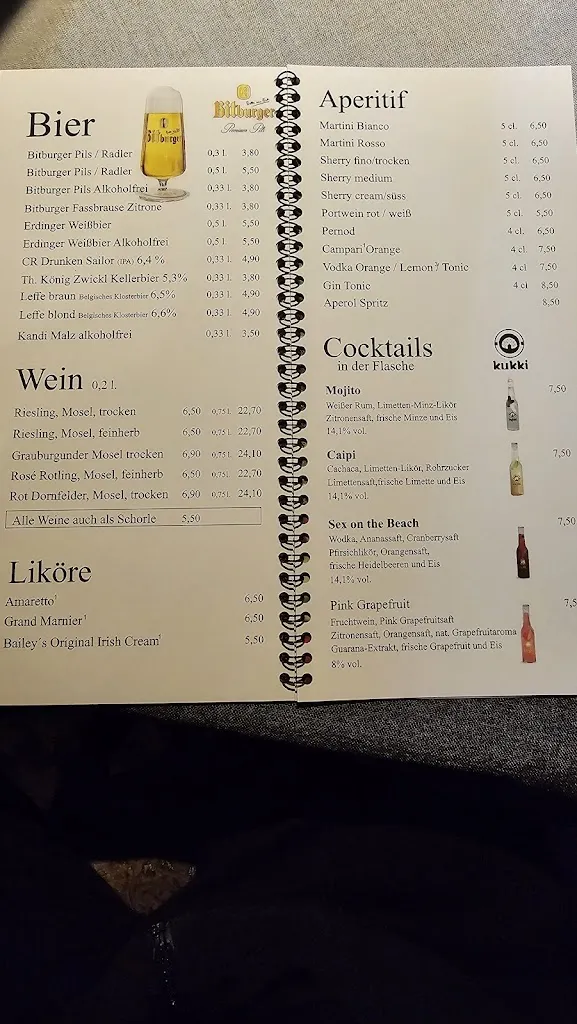 Bier
Bitburger
Premium Pils
Bitburger
Bitburger Pils / Radler 0,3 l. 3,80
Bitburger Pils / Radler 0,5 l. 5,50
Bitburger Pils Alkoholfrei 0,33 l. 3,80
Bitburger Fassbrause Zitrone 0,33 l. 3,80
Erdinger Weißbier 0,5 l 5,50
Erdinger Weißbier Alkoholfrei 0,5 l 5,50
CR Drunken Sailor (IPA) 6,4 % 0,33 l. 4,90
Th. König Zwickl Kellerbier 5,3% 0,33 l. 3,80
Leffe braun Belgisches Klosterbier 6,5% 0,33 l. 4,90
Leffe blond Belgisches Klosterbier 6,6% 0,33 l. 4,90
Kandi Malz alkoholfrei 0,33 l. 3,50
Wein 0,2 l.
Riesling, Mosel, trocken 6,50 0,75 l. 22,70
Riesling, Mosel, feinherb 6,50 0,75 l. 22,70
Grauburgunder Mosel trocken 6,90 0,75 l. 24,10
Rosé Rotling, Mosel, feinherb 6,50 0,75 l. 22,70
Rot Dornfelder, Mosel, trocken 6,90 0,75 l. 24,10
Alle Weine auch als Schorle 5,50
Liköre
Amaretto¹ 6,50
Grand Marnier¹ 6,50
Bailey´s Original Irish Cream¹ 5,50
Aperitif
Martini Bianco 5 cl. 6,50
Martini Rosso 5 cl. 6,50
Sherry fino/trocken 5 cl. 6,50
Sherry medium 5 cl. 6,50
Sherry cream/süss 5 cl. 6,50
Portwein rot / weiß 5 cl. 5,50
Pernod 4 cl. 6,50
Campari¹Orange 4 cl. 7,50
Vodka Orange / Lemon / Tonic 4 cl 7,50
Gin Tonic 4 cl 8,50
Aperol Spritz 8,50
Cocktails
in der Flasche
kukki
Mojito 7,50
Weißer Rum, Limetten-Minz-Likör
Zitronensaft, frische Minze und Eis
14,1% vol.
Caipi 7,50
Cachaca, Limetten-Likör, Rohrzucker
Limettensaft,frische Limette und Eis
14,1% vol.
Sex on the Beach 7,50
Wodka, Ananassaft, Cranberrysaft
Pfirsichlikör, Orangensaft,
frische Heidelbeeren und Eis
14,1% vol.
Pink Grapefruit 7,5
Fruchtwein, Pink Grapefruitsaft
Zitronensaft, Orangensaft, nat. Grapefruitaroma
Guarana-Extrakt, frische Grapefruit und Eis
8% vol.